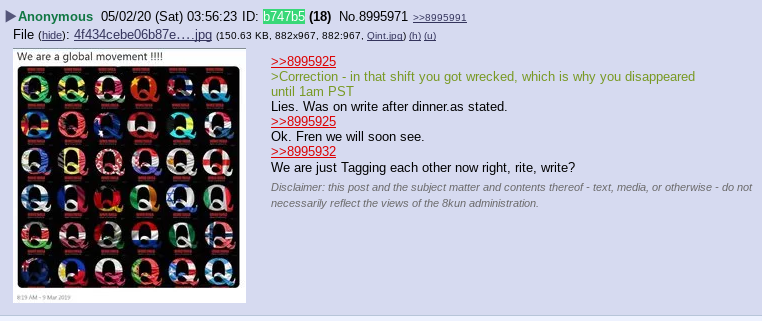 ▶Anonymous 05/02/20 (Sat) 03:56:23 ID: b747b5 (18) No.8995971 >>8995991
File (hide): 4f434cebe06b87e….jpg (150.63 KB, 882x967, 882:967, Qint.jpg) (h) (u)
We are a global movement !!!!
8:19 AM - 9 Mar 2019
>>8995925
>Correction - in that shift you got wrecked, which is why you disappeared
until 1am PST
Lies. Was on write after dinner.as stated.
>>8995925
Ok. Fren we will soon see.
>>8995932
We are just Tagging each other now right, rite, write?
Disclaimer: this post and the subject matter and contents thereof - text, media, or otherwise - do not
necessarily reflect the views of the 8kun administration.